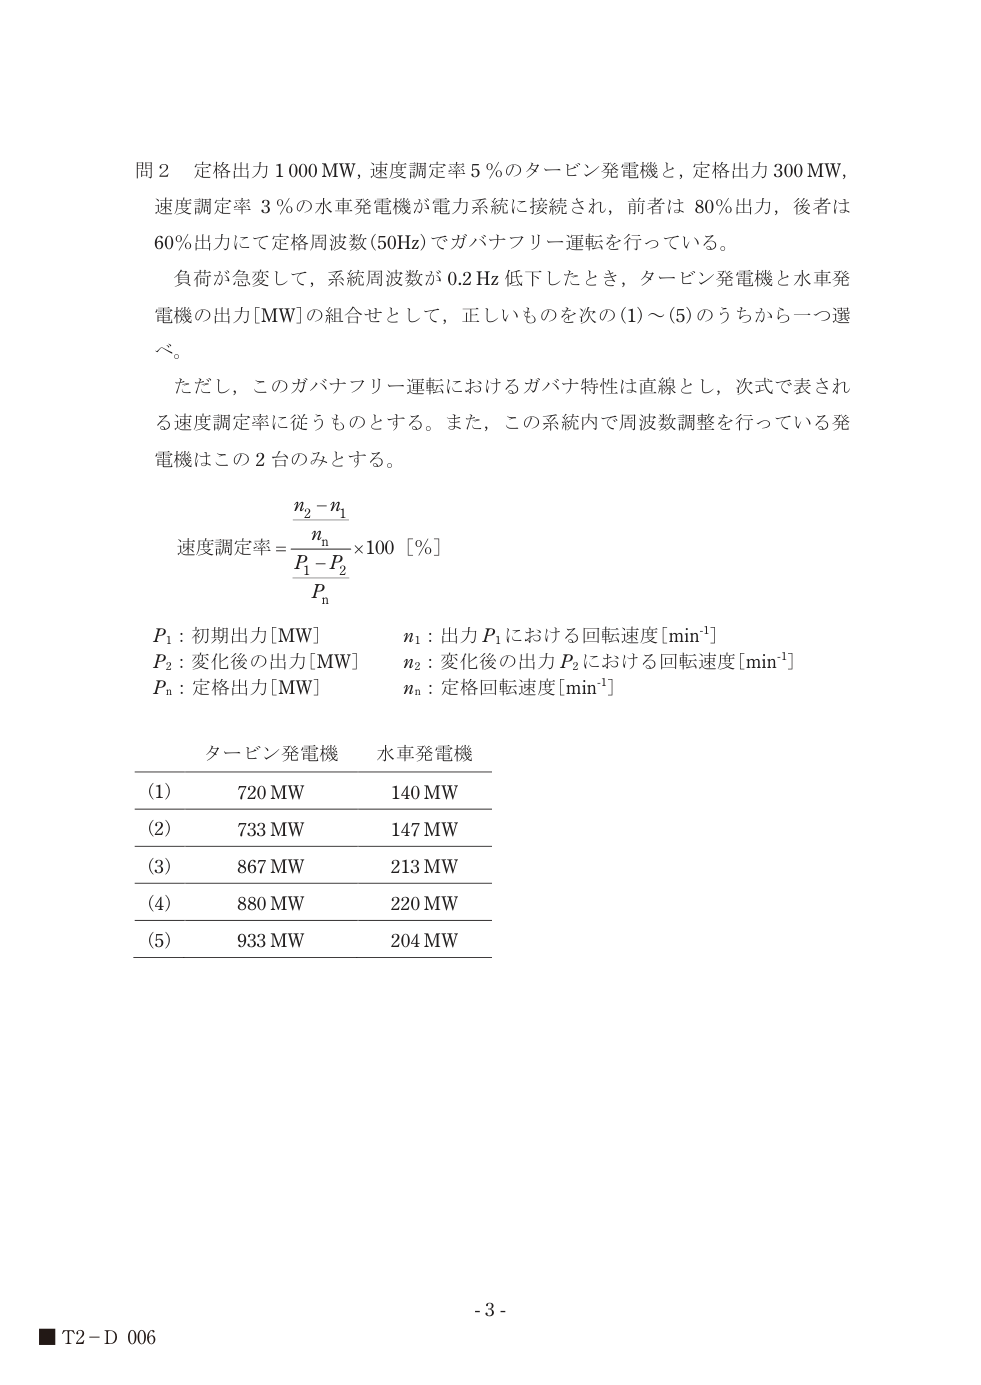 問２　定格出力 1 000 MW, 速度調定率 5 %のタービン発電機と, 定格出力 300 MW,
速度調定率 3 %の水車発電機が電力系統に接続され，前者は 80%出力，後者は
60%出力にて定格周波数(50Hz)でガバナフリー運転を行っている。
負荷が急変して，系統周波数が 0.2 Hz 低下したとき，タービン発電機と水車発
電機の出力[MW]の組合せとして，正しいものを次の(1)～(5)のうちから一つ選
べ。
ただし，このガバナフリー運転におけるガバナ特性は直線とし，次式で表され
る速度調定率に従うものとする。また，この系統内で周波数調整を行っている発
電機はこの 2 台のみとする。
n2－n1
nn
速度調定率＝ ×100 [％]
P1－P2
Pn
P1：初期出力[MW]　n1：出力 P1における回転速度[min-1]
P2：変化後の出力[MW]　n2：変化後の出力 P2における回転速度[min-1]
Pn：定格出力[MW]　nn：定格回転速度[min-1]
タービン発電機　水車発電機
(1)　720 MW　140 MW
(2)　733 MW　147 MW
(3)　867 MW　213 MW
(4)　880 MW　220 MW
(5)　933 MW　204 MW
- 3 -
■ T2－D 006